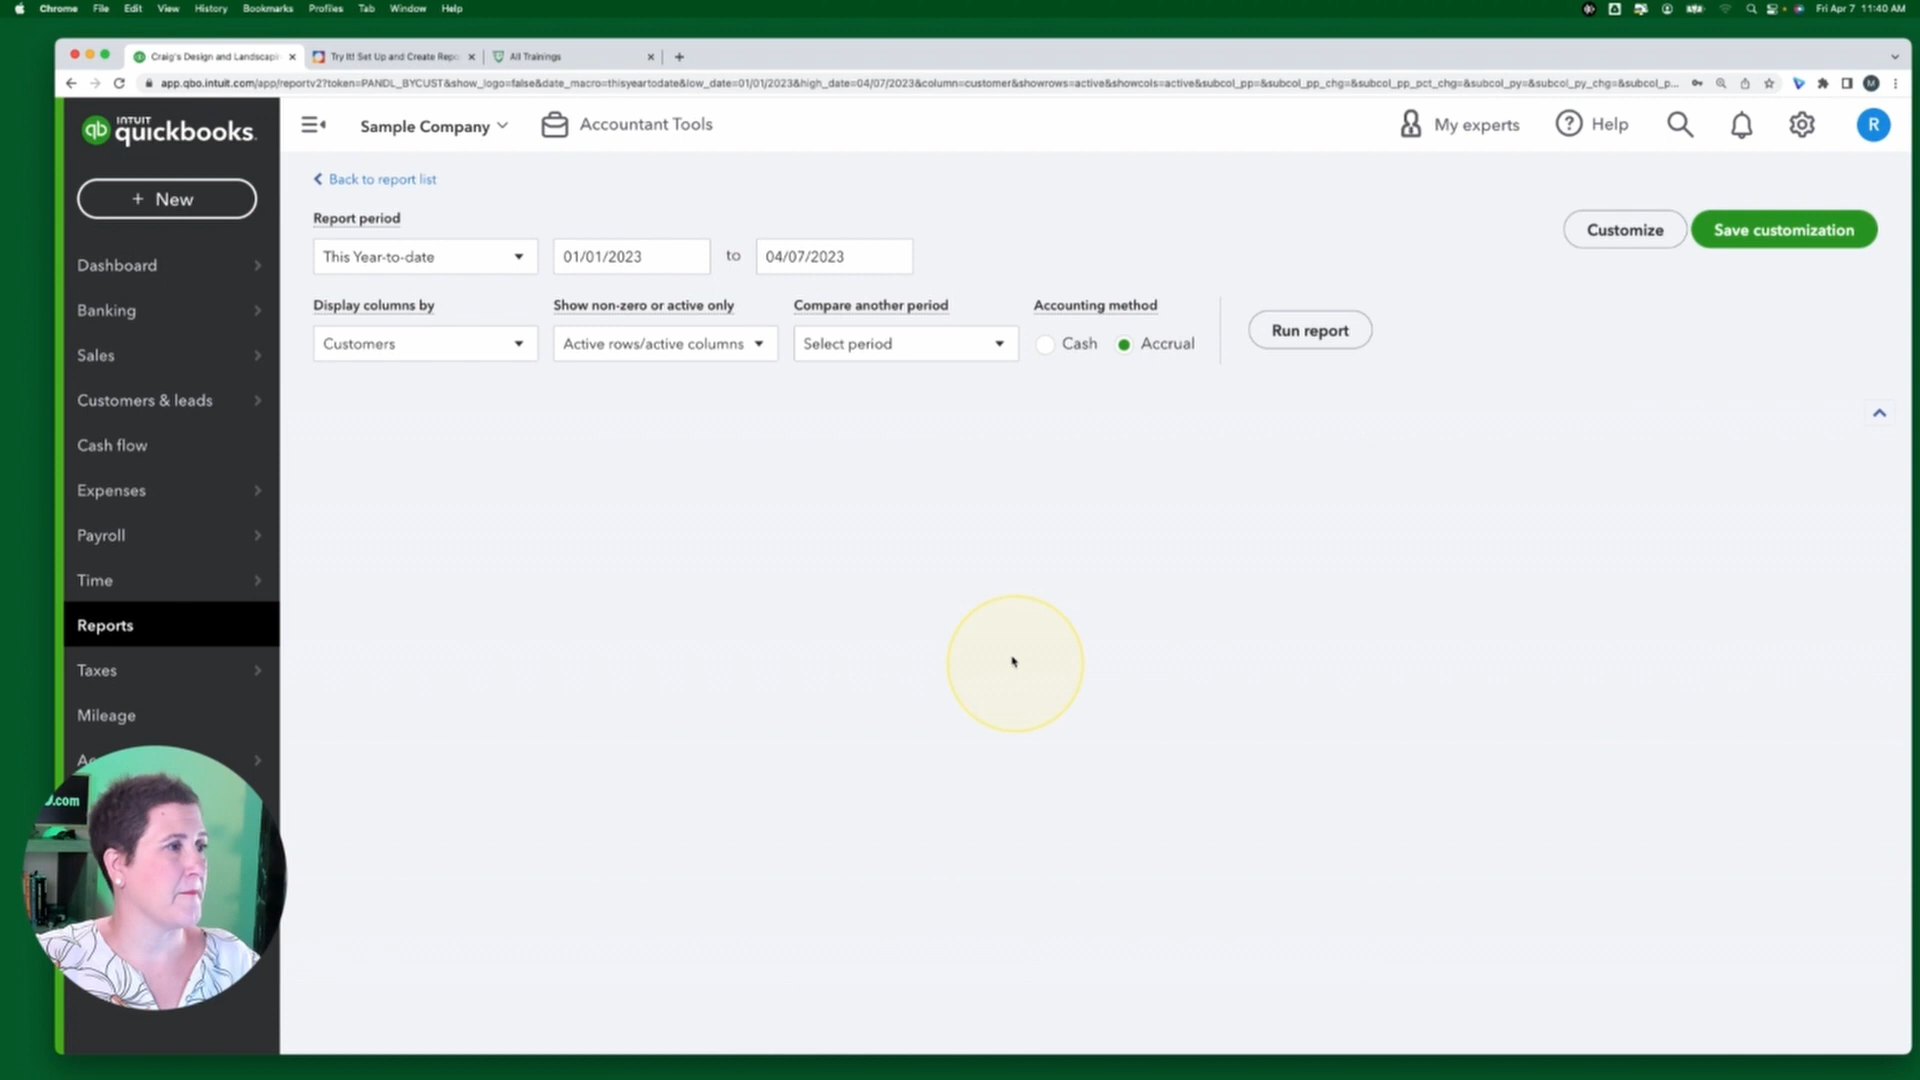 Chrome File Edit View History Bookmarks Profiles Tab Window Help Fri Apr 7 11:40 AM
Craig's Design and Landscapi Try It! Set Up and Create Repo All Trainings
app.qbo.intuit.com/app/reportv2?token=PANDL_BYCUST&show_logo=false&date_macro=thisyeartodate&low_date=01/01/2023&high_date=04/07/2023&column=customer&showrows=active&showcols=active&subcol_pp=&subcol_pp_chg=&subcol_pp_pct_chg=&subcol_py=&subcol_py_chg=&subcol_p...
INTUIT
qb quickbooks.
Sample Company
Accountant Tools
My experts
Help
R
+ New
Dashboard
Banking
Sales
Customers & leads
Cash flow
Expenses
Payroll
Time
Reports
Taxes
Mileage
Back to report list
Report period
This Year-to-date 01/01/2023 to 04/07/2023
Customize Save customization
Display columns by Show non-zero or active only Compare another period Accounting method
Customers Active rows/active columns Select period Cash Accrual
Run report
.com